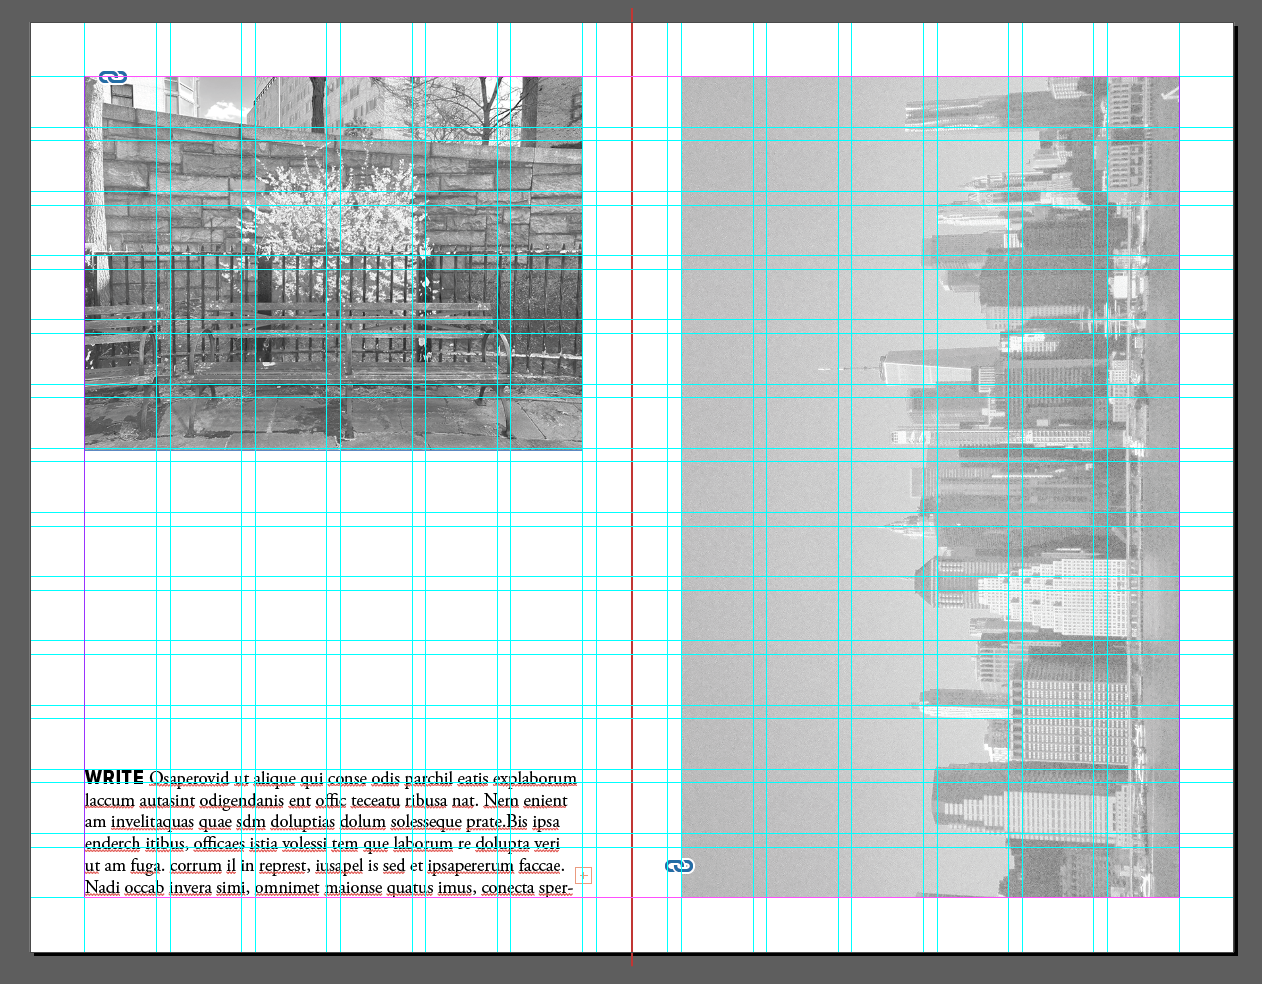 WRITE Osaperovid ut alique qui conse odis parchil eatis explaborum
laccum autasint odigendanis ent offic teceatu ribusa nat. Nem enient
am invelitaquas quae sdm doluptias dolum solesseque prate.Bis ipsa
enderch itibus, officaes istia volessi tem que laborum re dolupta veri
ut am fuga. corrum il in represt, iusapel is sed et ipsapererum faccae.
Nadi occab invera simi, omnimet maionse quatus imus, conecta sper-